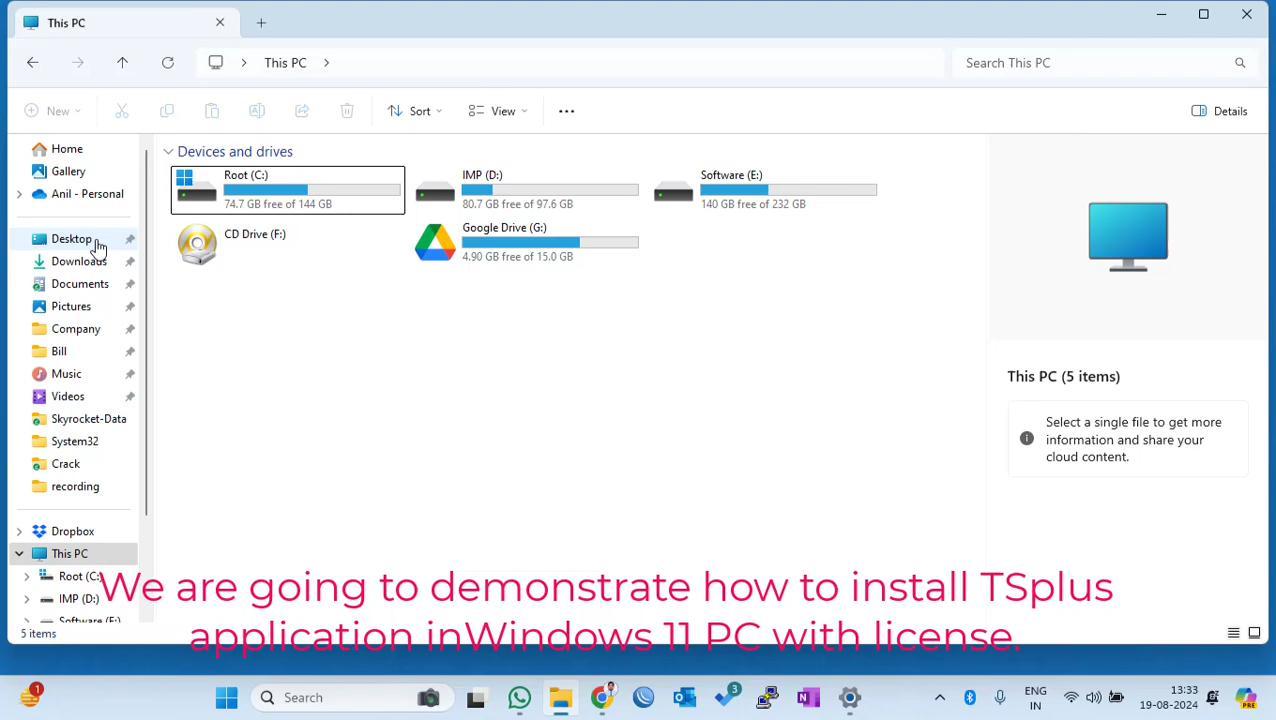 This PC
This PC
Search This PC
New
Sort
View
Details
Home
Gallery
Anil - Personal
Desktop
Downloads
Documents
Pictures
Company
Bill
Music
Videos
Skyrocket-Data
System32
Crack
recording
Dropbox
This PC
Root (C:)
IMP (D:)
Software (E:)
Devices and drives
Root (C:)
74.7 GB free of 144 GB
IMP (D:)
80.7 GB free of 97.6 GB
Software (E:)
140 GB free of 232 GB
CD Drive (F:)
Google Drive (G:)
4.90 GB free of 15.0 GB
This PC (5 items)
Select a single file to get more
information and share your
cloud content.
We are going to demonstrate how to install TSplus
application inWindows 11 PC with license.
5 items
1
Search
3
ENG
IN
13:33
19-08-2024
PRE